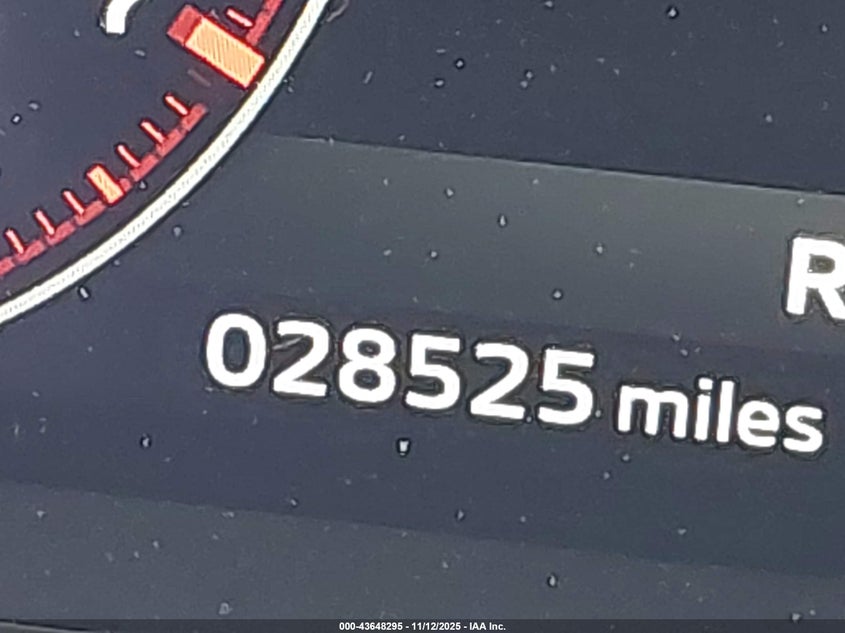 R
028525 miles
000-43648295 - 11/12/2025 - IAA Inc.